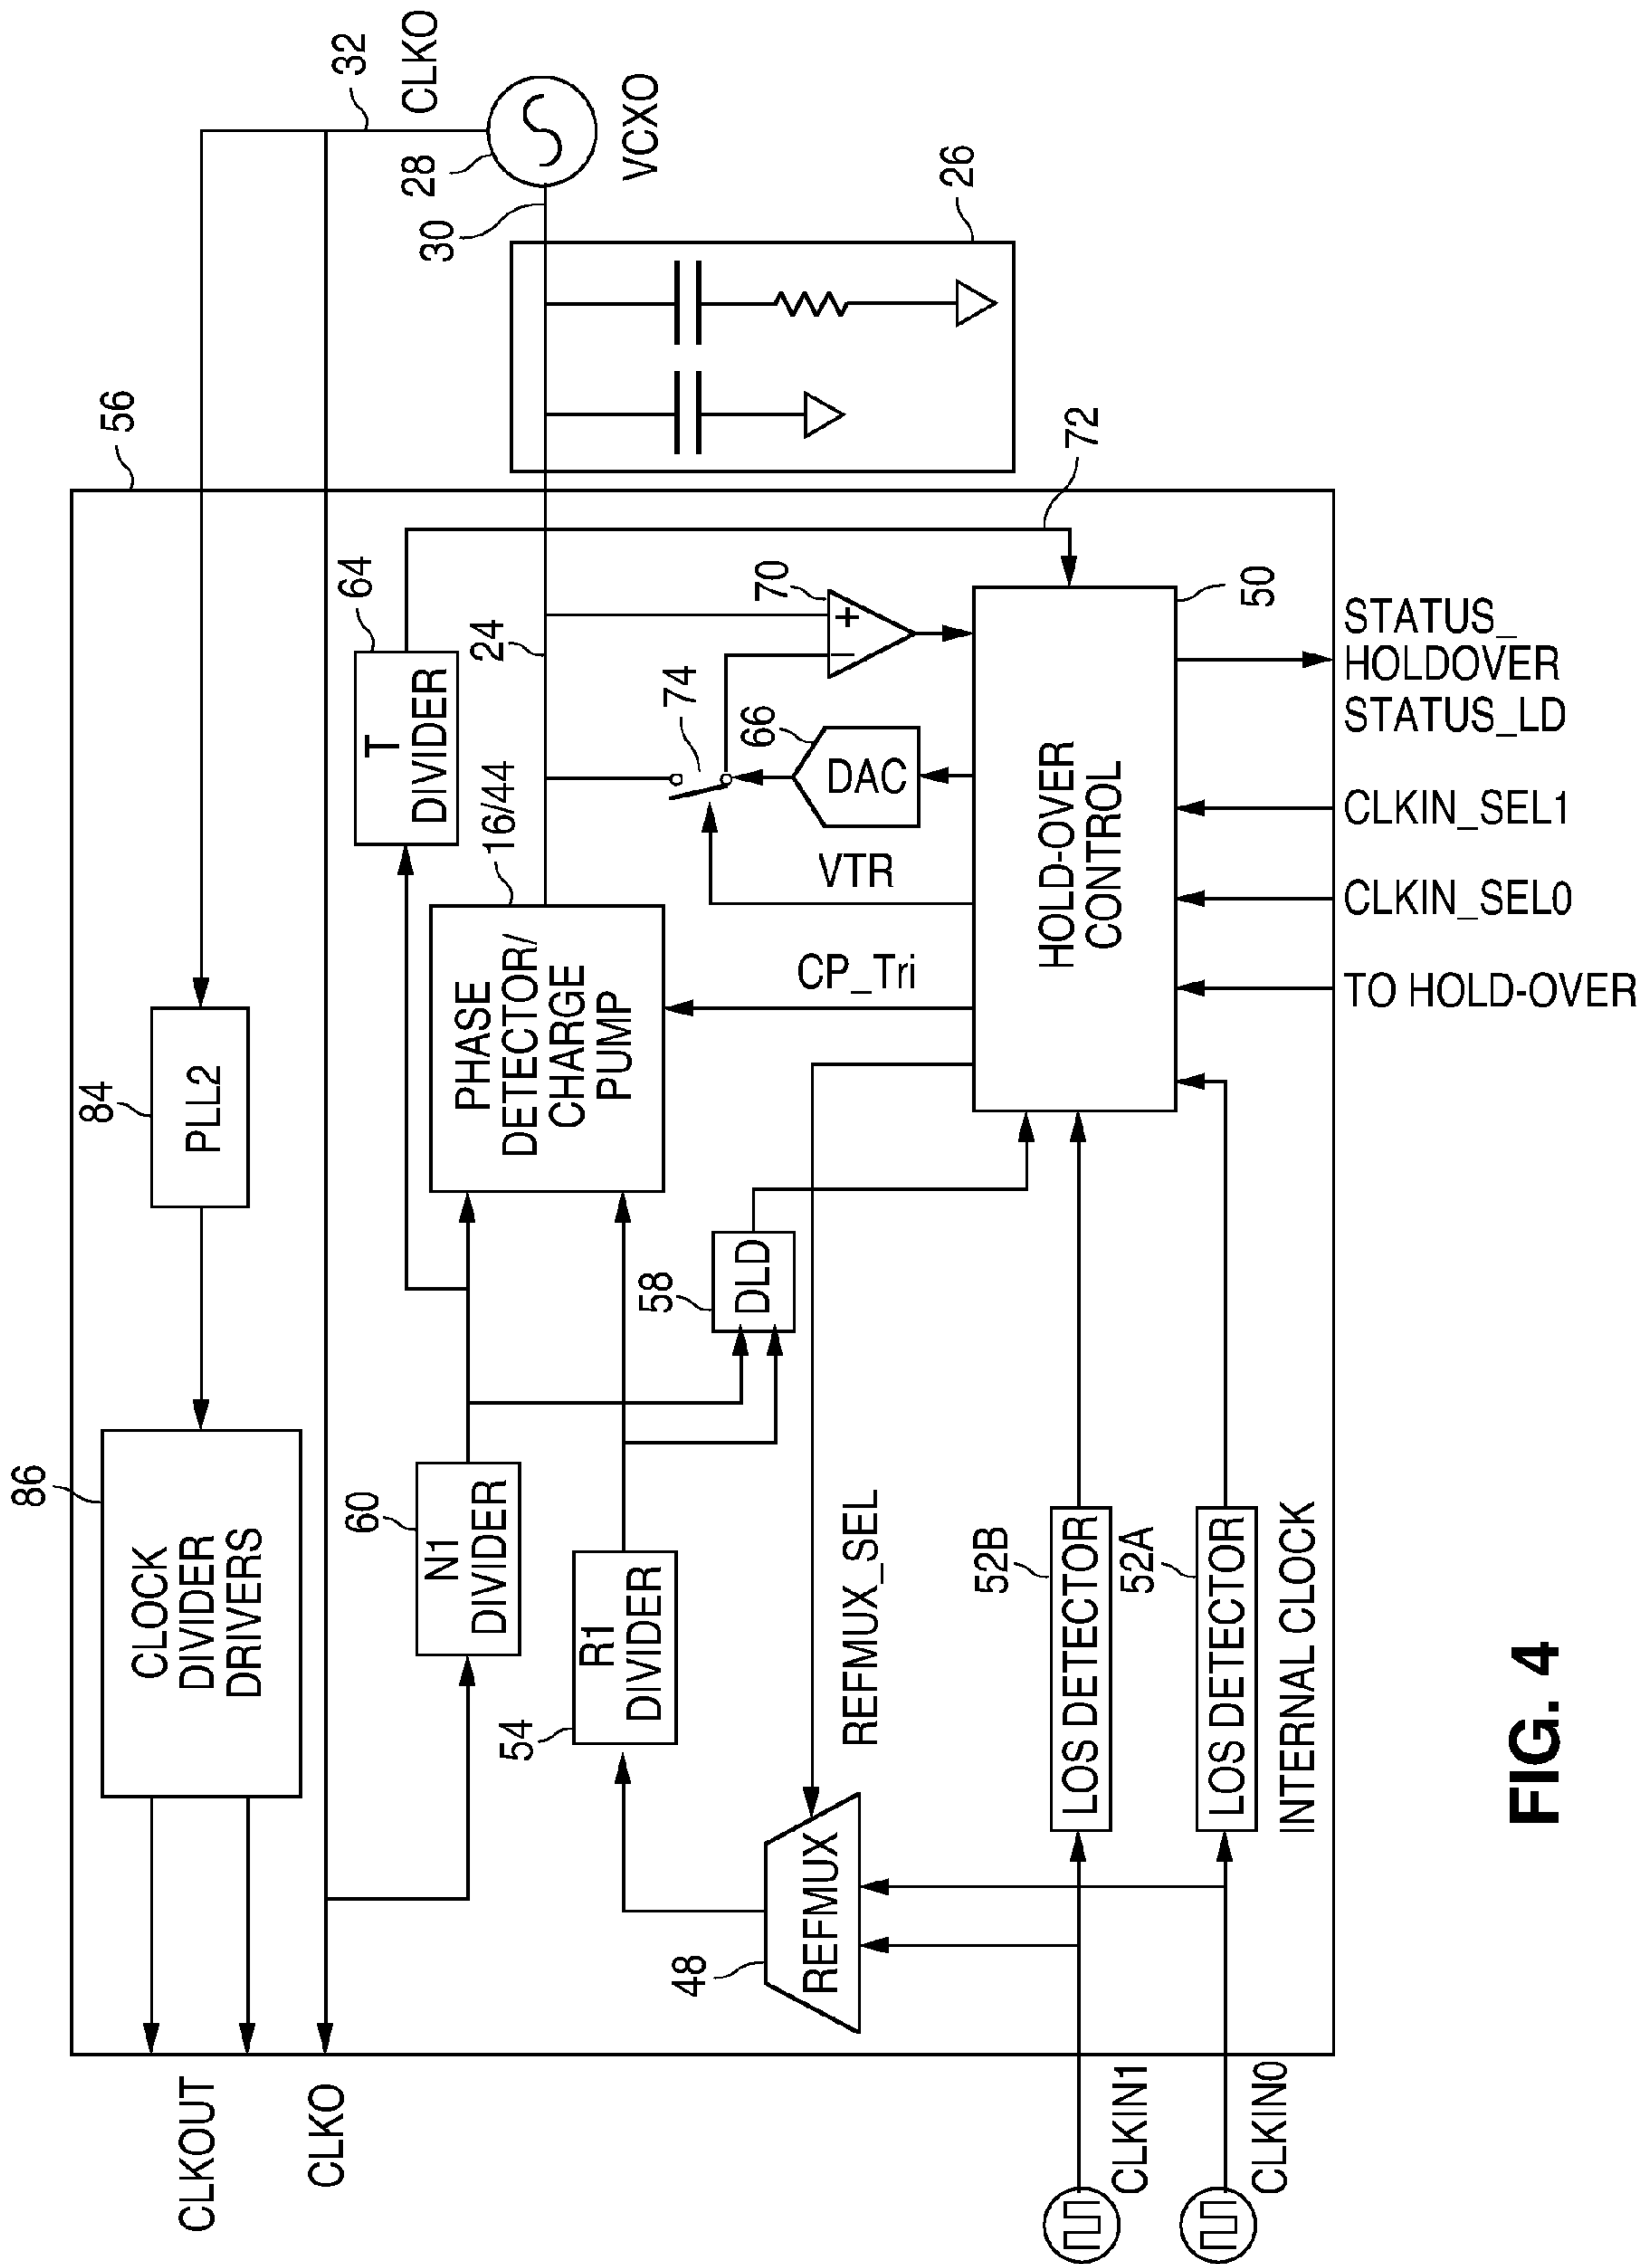 86
CLOCK
DIVIDER
DRIVERS
84
PLL2
56
32
CLKO
28
VCXO
30
26
CLKOUT
CLKO
60
N1
DIVIDER
54
R1
DIVIDER
T
DIVIDER
64
16/44
PHASE
DETECTOR/
CHARGE
PUMP
24
58
DLD
74
66
DAC
70
72
VTR
CP_Tri
48
REFMUX
REFMUX_SEL
HOLD-OVER
CONTROL
50
52B
LOS DETECTOR
52A
LOS DETECTOR
INTERNAL CLOCK
CLKIN1
CLKIN0
TO HOLD-OVER
CLKIN_SEL0
CLKIN_SEL1
STATUS_
HOLDOVER
STATUS_LD
FIG. 4